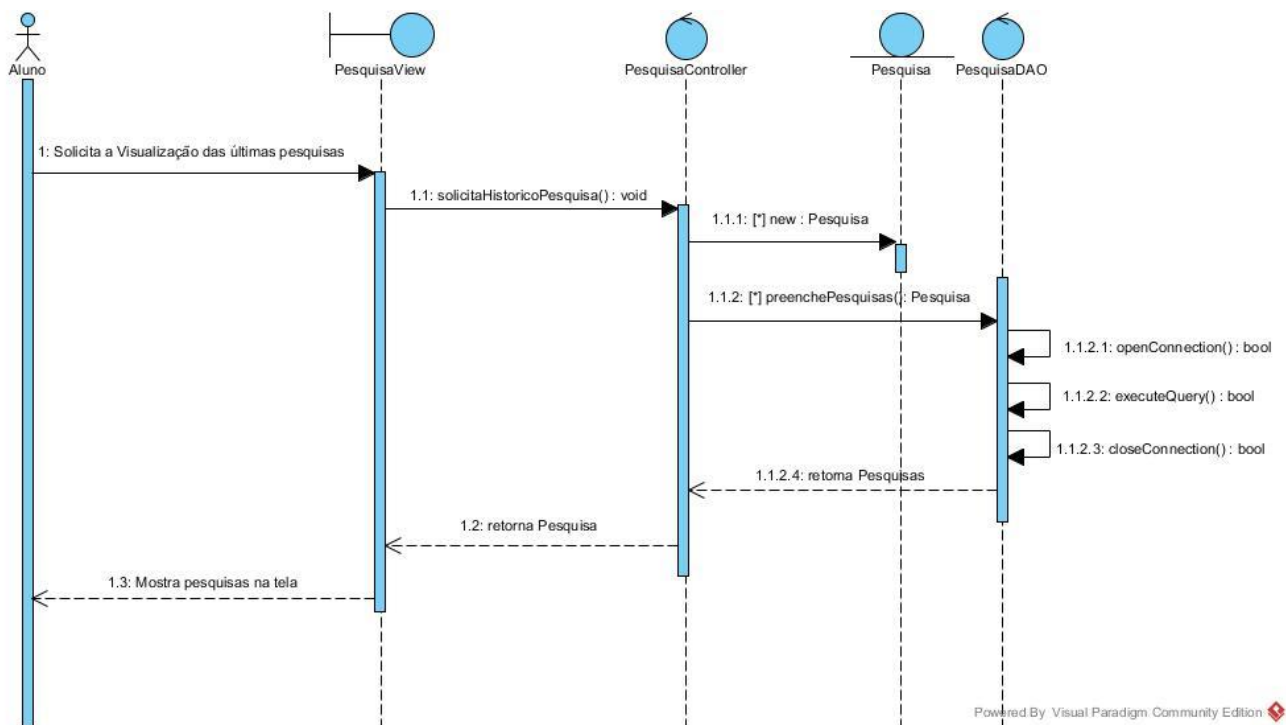 Aluno
PesquisaView
PesquisaController
Pesquisa
PesquisaDAO
1: Solicita a Visualização das últimas pesquisas
1.1: solicitaHistoricoPesquisa() : void
1.1.1: [*] new : Pesquisa
1.1.2: [*] preenchePesquisas(): Pesquisa
1.1.2.1: openConnection() : bool
1.1.2.2: executeQuery() : bool
1.1.2.3: closeConnection() : bool
1.1.2.4: retorna Pesquisas
1.2: retorna Pesquisa
1.3: Mostra pesquisas na tela
Powered By Visual Paradigm Community Edition